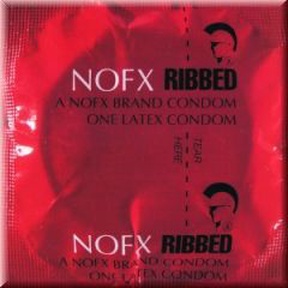 NOFX RIBBED
A NOFX BRAND CONDOM
ONE LATEX CONDOM
TEAR
HERE
NOFX RIBBED
A NOFX BRAND CONDOM
ONE LATEX CONDOM